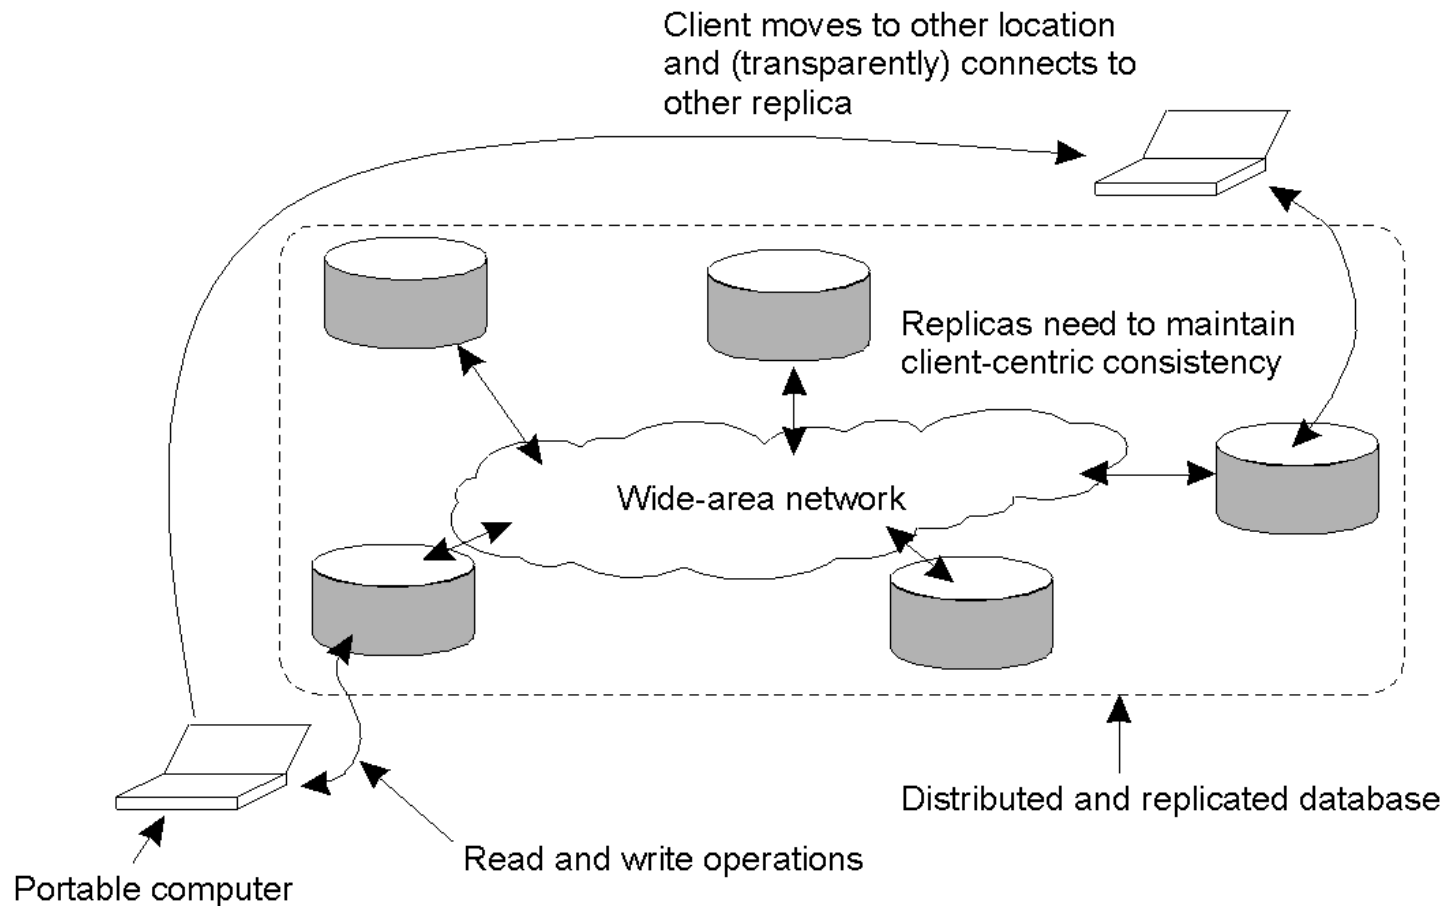 Client moves to other location
and (transparently) connects to
other replica
Replicas need to maintain
client-centric consistency
Wide-area network
Distributed and replicated database
Read and write operations
Portable computer